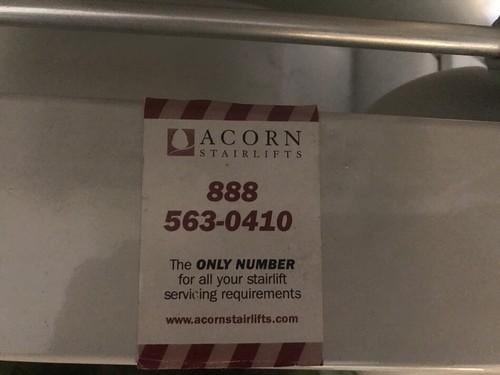 ACORN
STAIRLIFTS
888
563-0410
The ONLY NUMBER
for all your stairlift
servicing requirements
www.acornstairlifts.com